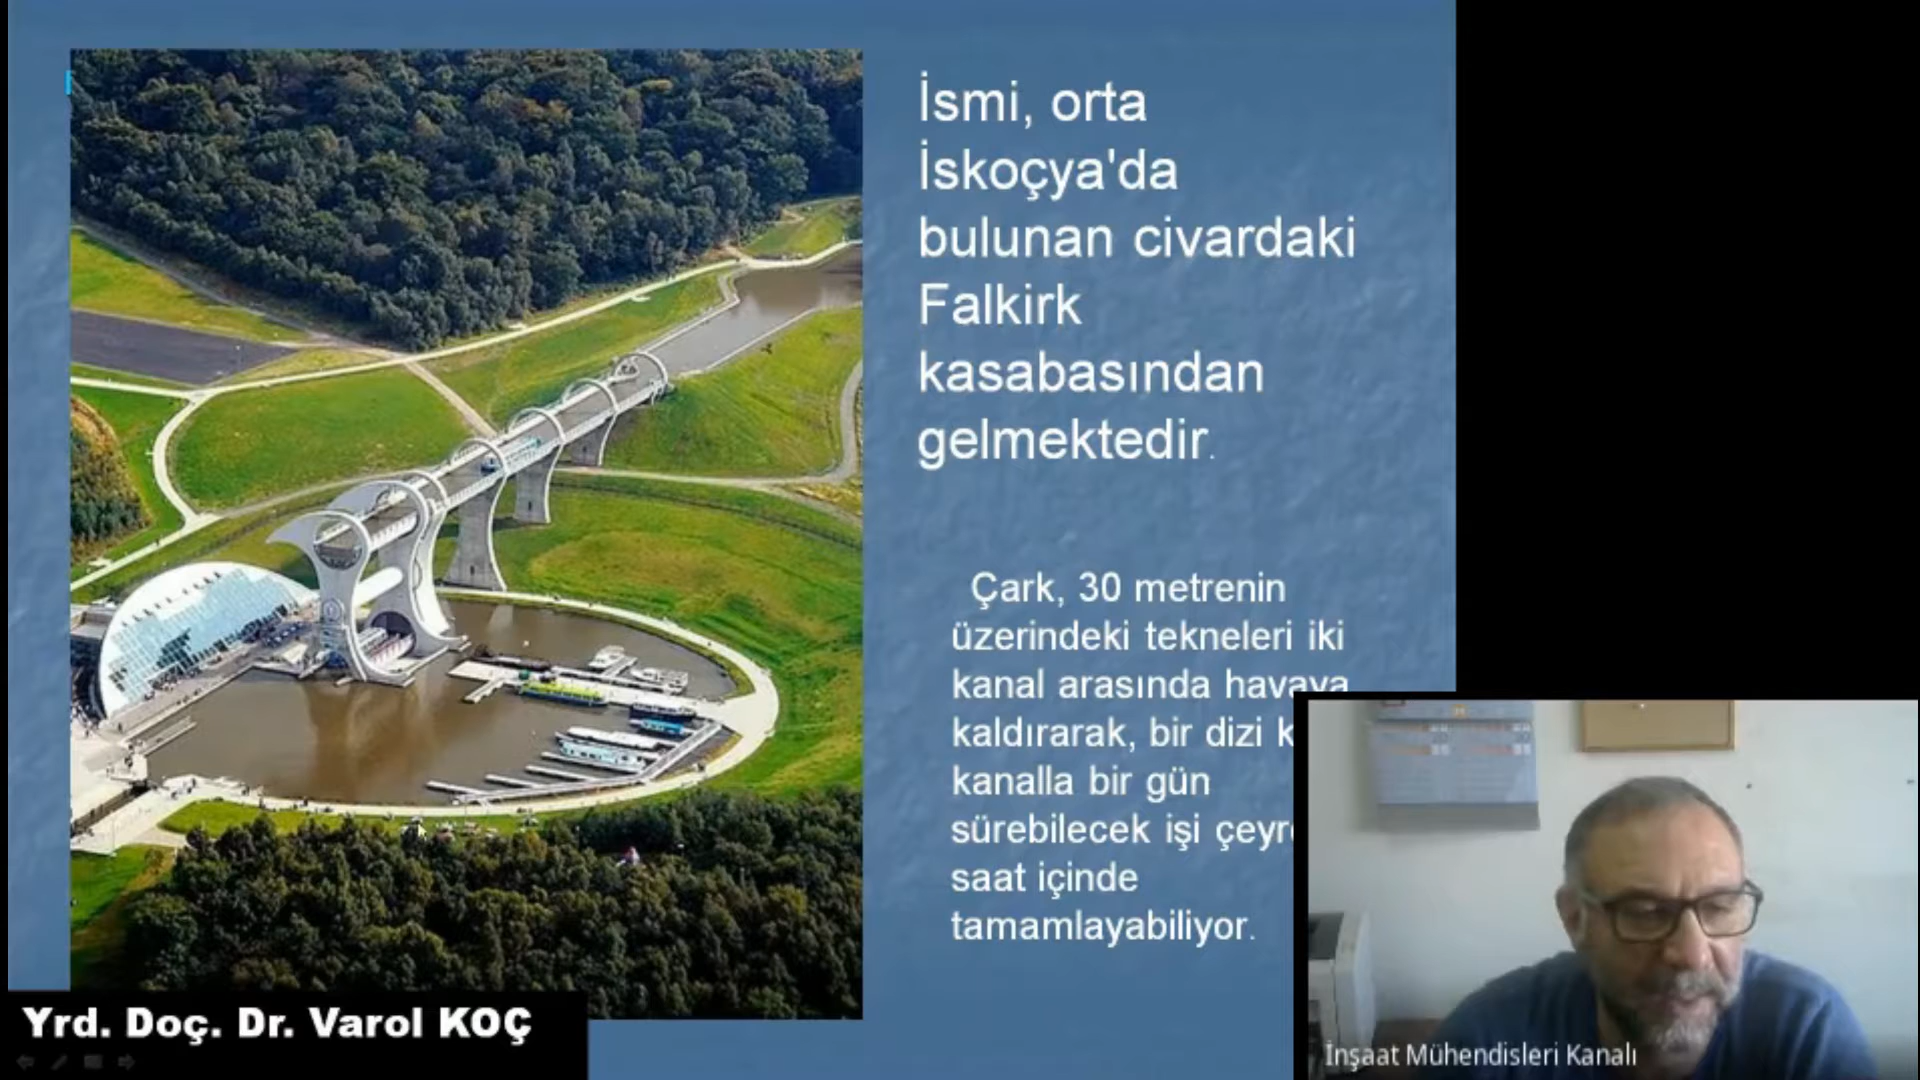 İsmi, orta
İskoçya'da
bulunan civardaki
Falkirk
kasabasından
gelmektedir.
Çark, 30 metrenin
üzerindeki tekneleri iki
kanal arasında havaya
kaldırarak, bir dizi
kanalla bir gün
sürebilecek işi
saat içinde
tamamlayabiliyor.
Yrd. Doç. Dr. Varol KOÇ
İnşaat Mühendisleri Kanalı